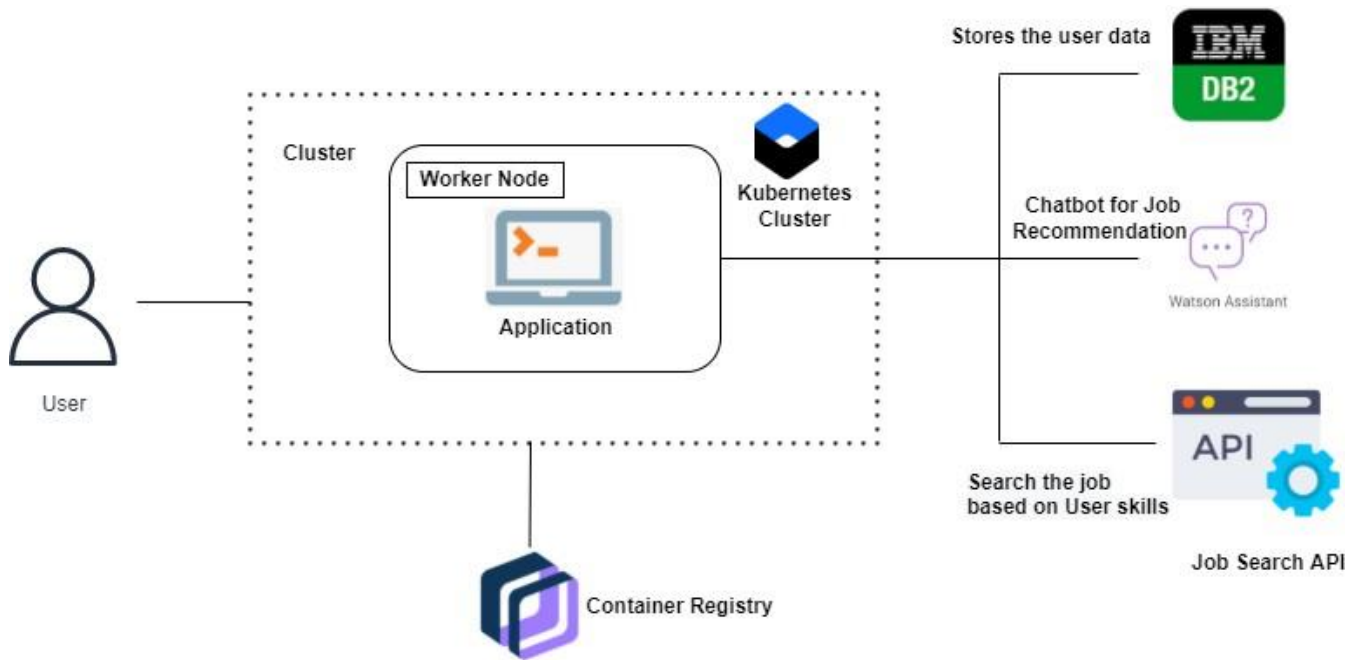 Stores the user data
IBM
DB2
Cluster
Worker Node
Kubernetes
Cluster
Application
Chatbot for Job
Recommendation
?
Watson Assistant
User
API
Search the job
based on User skills
Job Search API
Container Registry